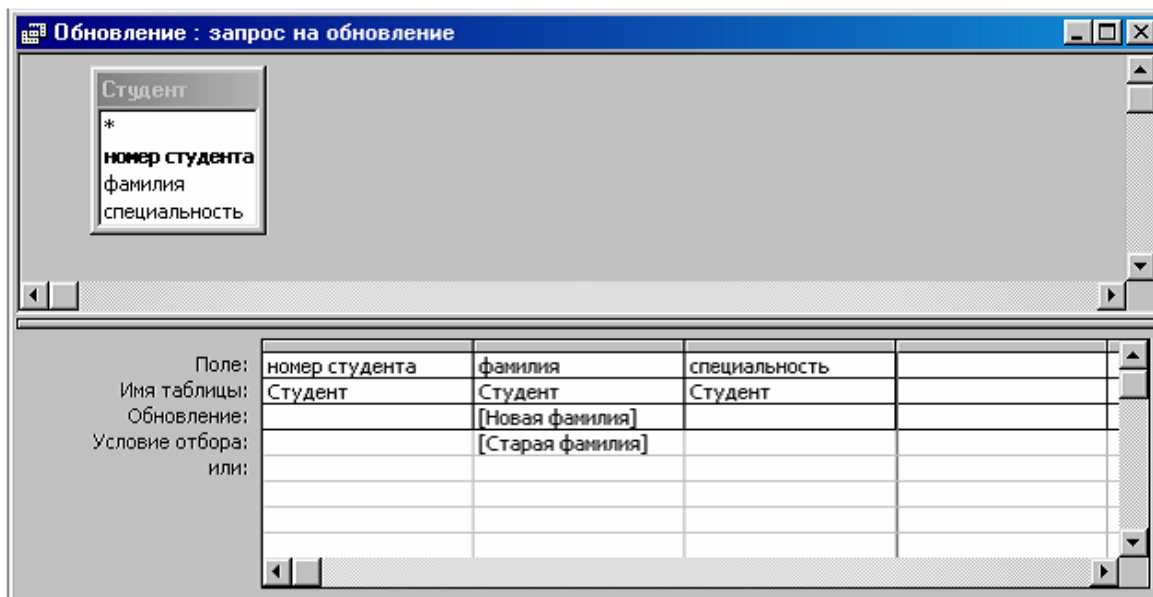 Обновление : запрос на обновление
Студент
*
номер студента
фамилия
специальность
Поле: номер студента фамилия специальность
Имя таблицы: Студент Студент Студент
Обновление: [Новая фамилия]
Условие отбора: [Старая фамилия]
или: